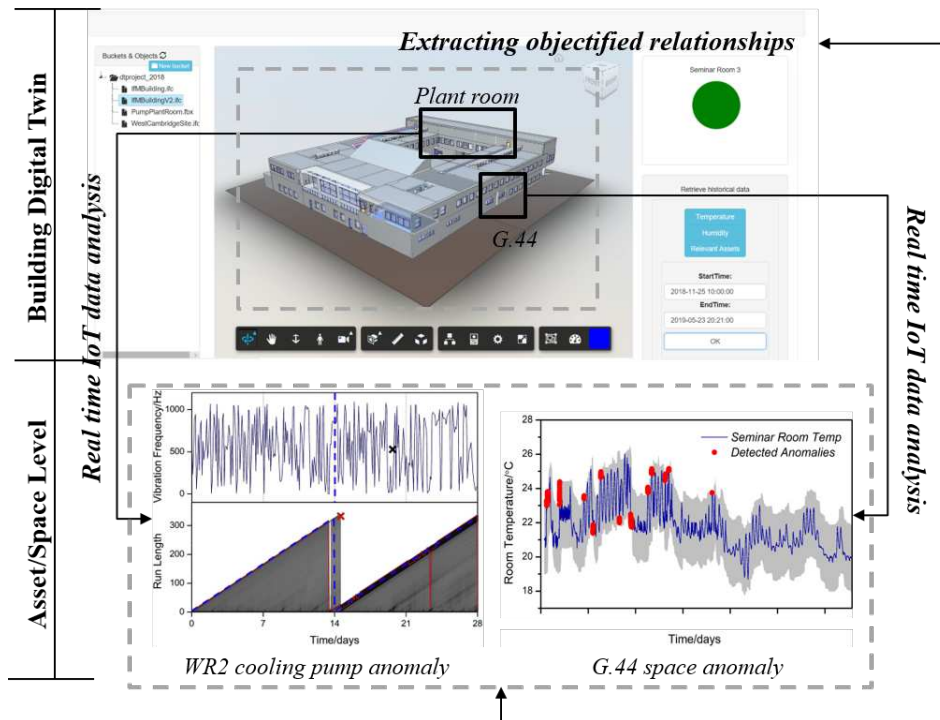 Building Digital Twin
Asset/Space Level
Real time IoT data analysis
Extracting objectified relationships
Buckets & Objects
New bucket
dtproject_2018
IfMBuilding.ifc
IfMBuildingV2.ifc
PumpPlantRoom.fbx
WestCambridgeSite.ifc
Plant room
G.44
Seminar Room 3
Retrieve historical data
Temperature
Humidity
Relevant Assets
StartTime:
2018-11-25 10:00:00
EndTime:
2019-05-23 20:21:00
OK
Real time IoT data analysis
Vibration Frequency/Hz
1000
500
0
Run Length
300
200
100
0
0
7
14
21
28
Time/days
WR2 cooling pump anomaly
Room Temperature/°C
28
26
24
22
20
18
Seminar Room Temp
Detected Anomalies
Time/days
G.44 space anomaly